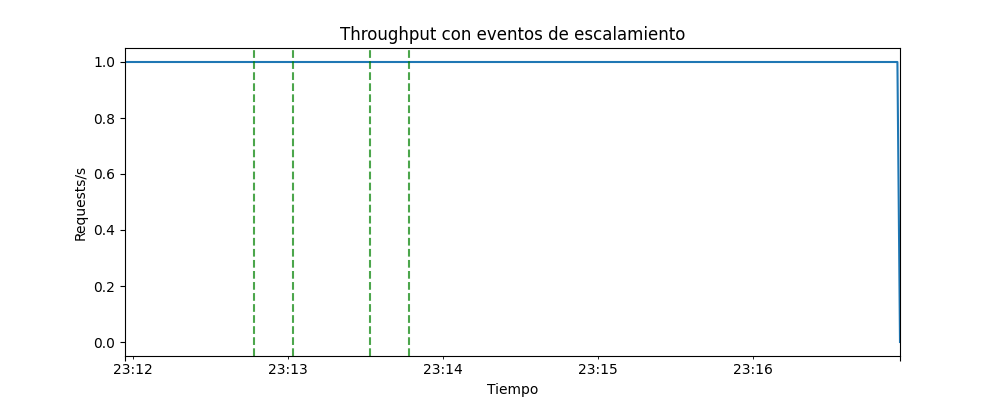 Throughput con eventos de escalamiento
1.0
0.8
0.6
0.4
0.2
0.0
Requests/s
23:12 23:13 23:14 23:15 23:16
Tiempo